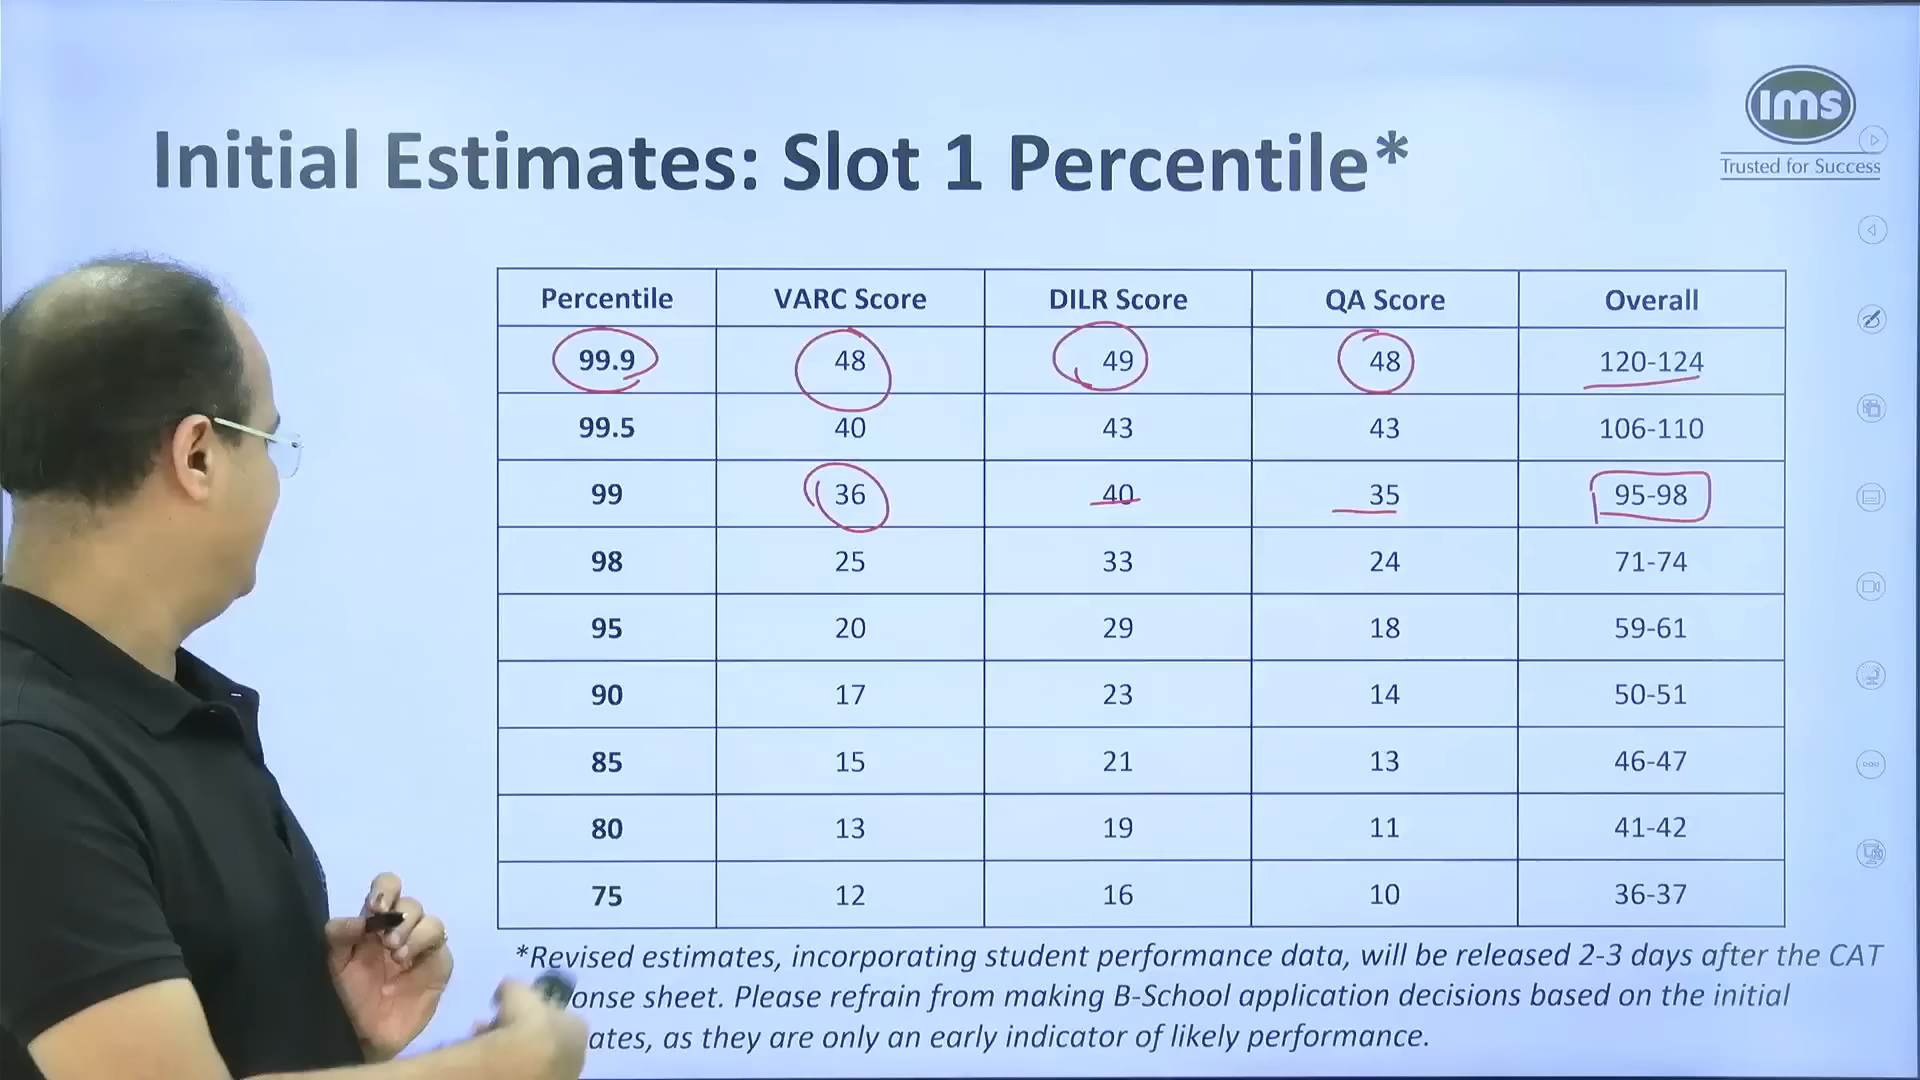 ims
Trusted for Success
Initial Estimates: Slot 1 Percentile*
Percentile VARC Score DILR Score QA Score Overall
99.9 48 49 48 120-124
99.5 40 43 43 106-110
99 36 40 35 95-98
98 25 33 24 71-74
95 20 29 18 59-61
90 17 23 14 50-51
85 15 21 13 46-47
80 13 19 11 41-42
75 12 16 10 36-37
*Revised estimates, incorporating student performance data, will be released 2-3 days after the CAT
onse sheet. Please refrain from making B-School application decisions based on the initial
ates, as they are only an early indicator of likely performance.